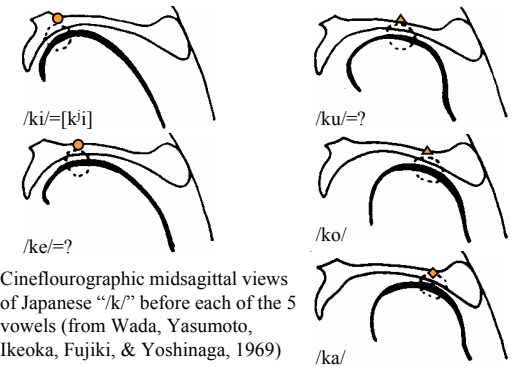 /ki/=[kʲi]
/ke/=?
Cineflourographic midsagittal views
of Japanese “/k/” before each of the 5
vowels (from Wada, Yasumoto,
Ikeoka, Fujiki, & Yoshinaga, 1969)
/ku/=?
/ko/
/ka/